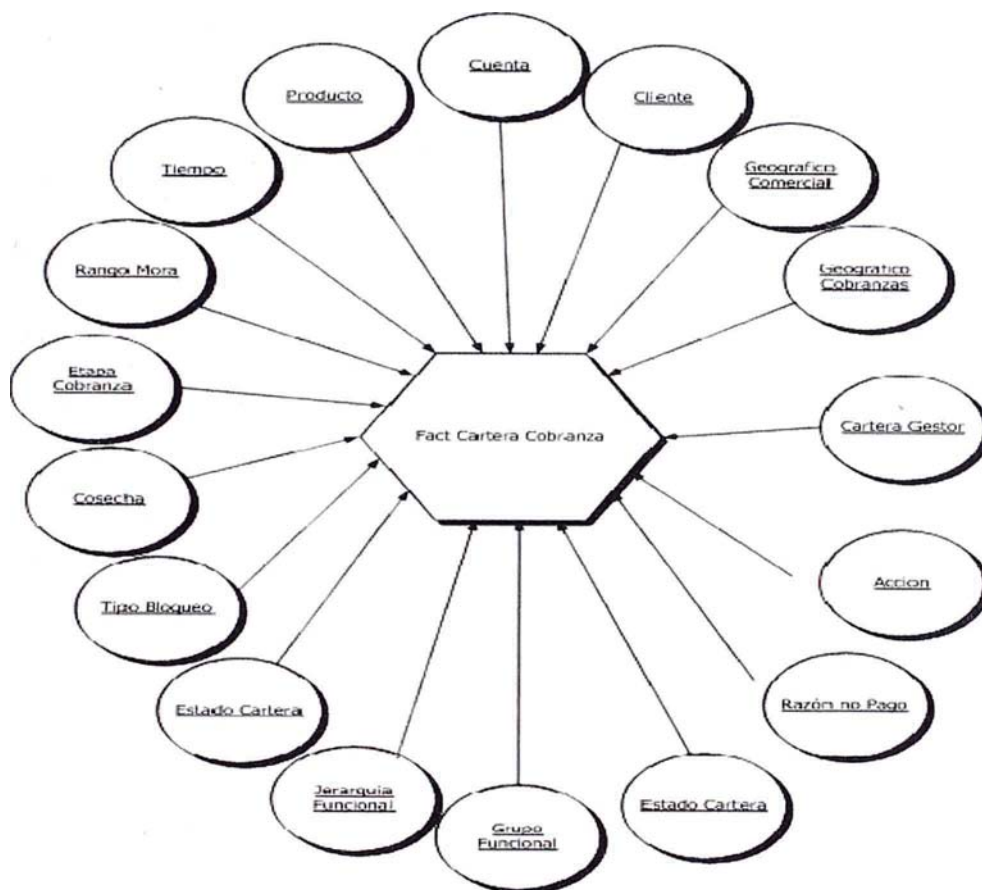 Cuenta
Producto
Cliente
Tiempo
Geografico
Comercial
Rango Mora
Geografico
Cobranzas
Etapa
Cobranza
Fact Cartera Cobranza
Cartera Gestor
Cosecha
Accion
Tipo Bloqueo
Estado Cartera
Razón no Pago
Jerarquia
Funcional
Grupo
Funcional
Estado Cartera